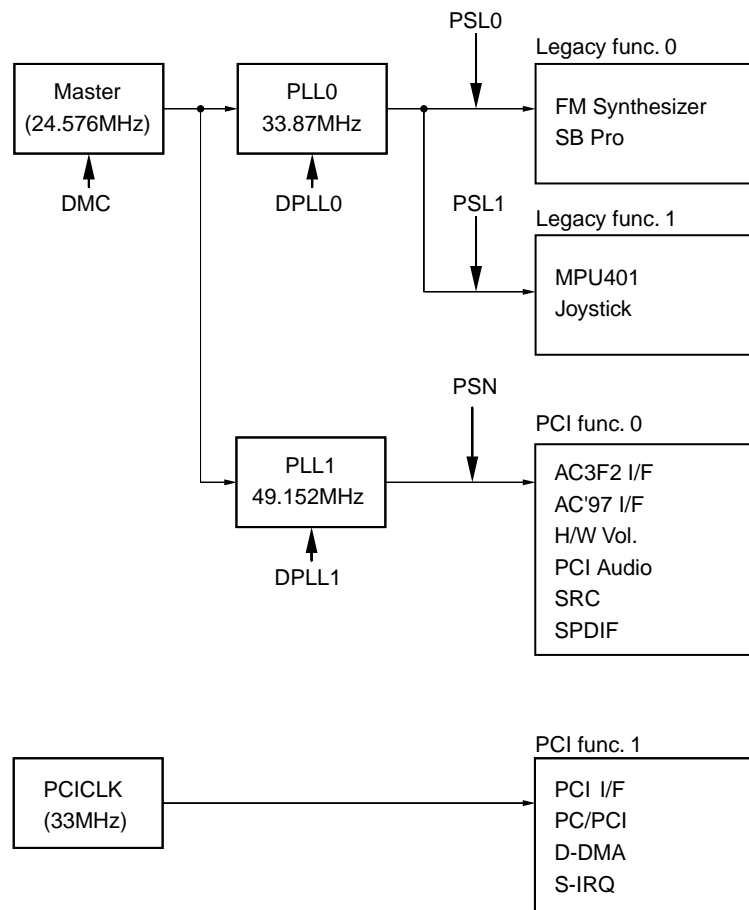 PSL0
Legacy func. 0
Master
(24.576MHz)
PLL0
33.87MHz
FM Synthesizer
SB Pro
DMC
DPLL0
PSL1
Legacy func. 1
MPU401
Joystick
PSN
PCI func. 0
PLL1
49.152MHz
AC3F2 I/F
AC'97 I/F
H/W Vol.
PCI Audio
SRC
SPDIF
DPLL1
PCI func. 1
PCICLK
(33MHz)
PCI I/F
PC/PCI
D-DMA
S-IRQ